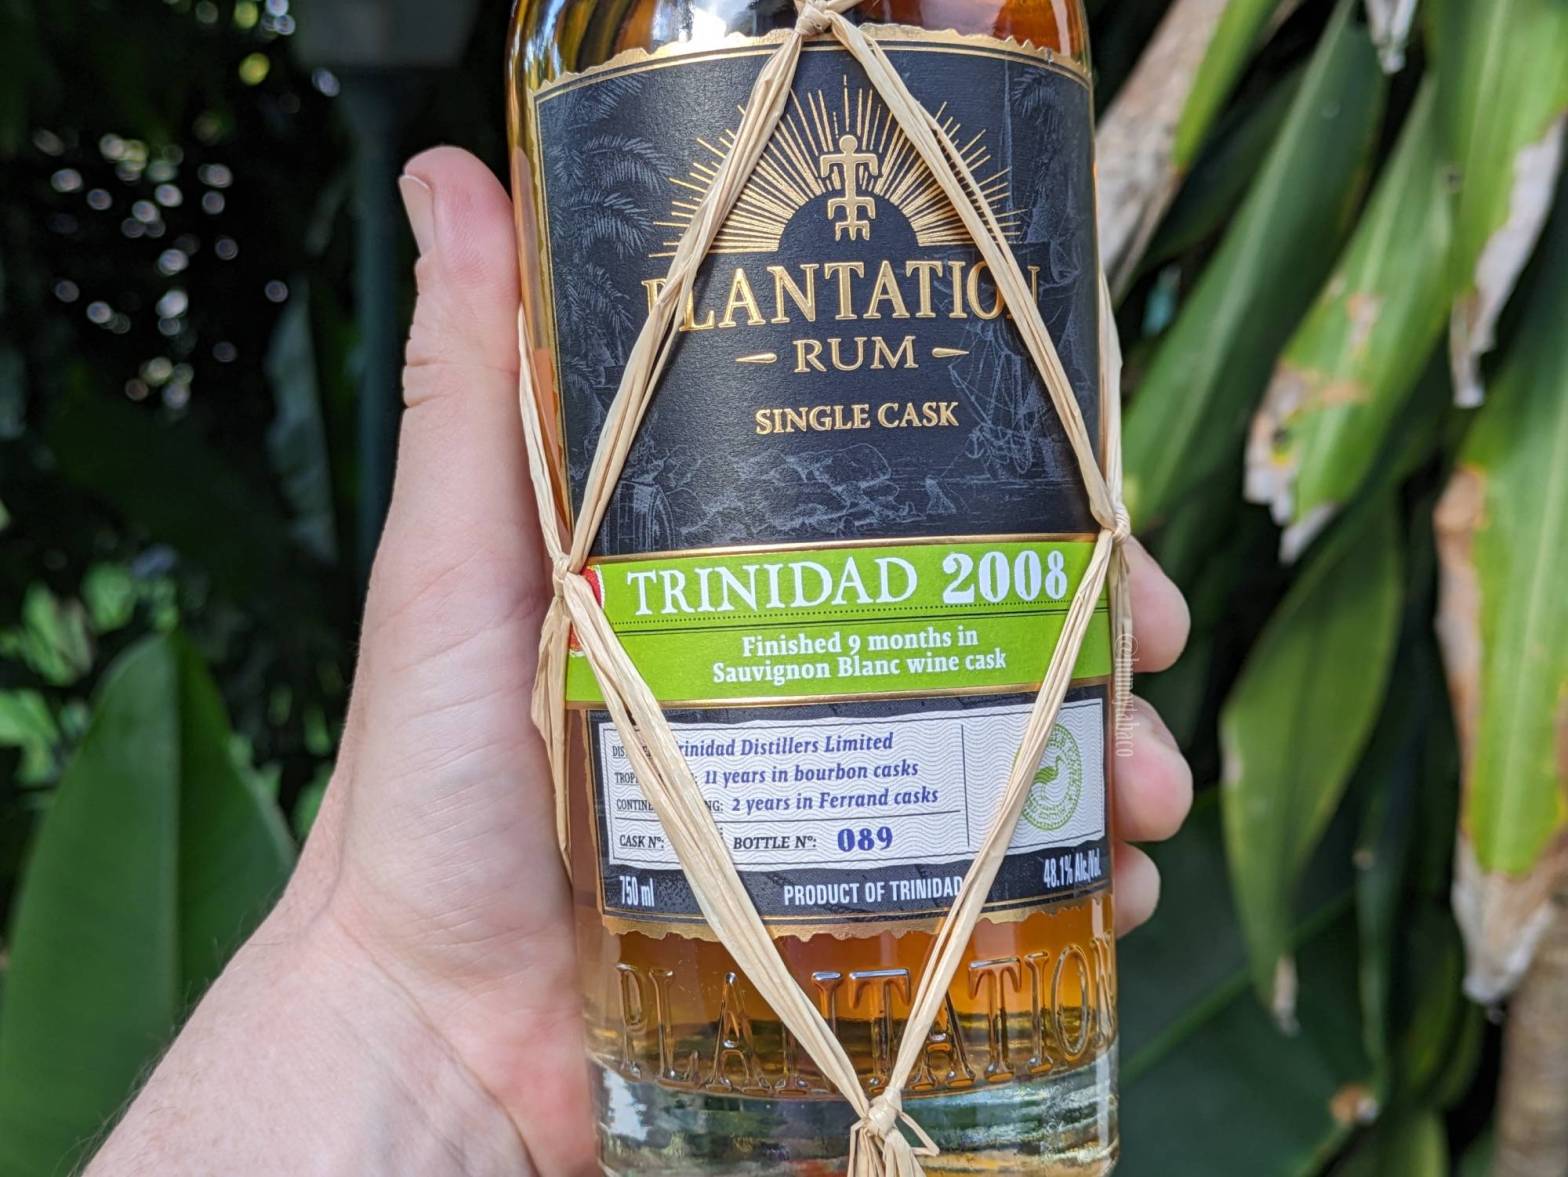 PLANTATION
RUM
SINGLE CASK
TRINIDAD 2008
Finished 9 months in
Sauvignon Blanc wine cask
Trinidad Distillers Limited
11 years in bourbon casks
2 years in Ferrand casks
CASK Nº: BOTTLE Nº: 089
750 ml PRODUCT OF TRINIDAD 48.1% Alc./Vol.
PLANTATION